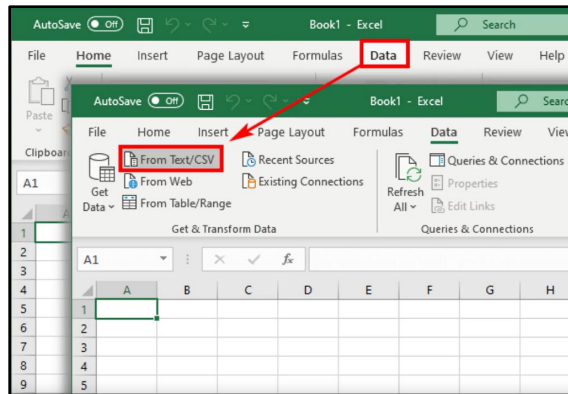 AutoSave Off Book1 - Excel Search
File Home Insert Page Layout Formulas Data Review View Help
Paste
Clipboard
A1
A
1
2
3
4
5
6
7
8
9
AutoSave Off Book1 - Excel Searc
File Home Insert Page Layout Formulas Data Review View
Get Data
From Text/CSV
From Web
From Table/Range
Recent Sources
Existing Connections
Get & Transform Data
Refresh All
Queries & Connections
Properties
Edit Links
Queries & Connections
A1 fx
A B C D E F G H
1
2
3
4
5